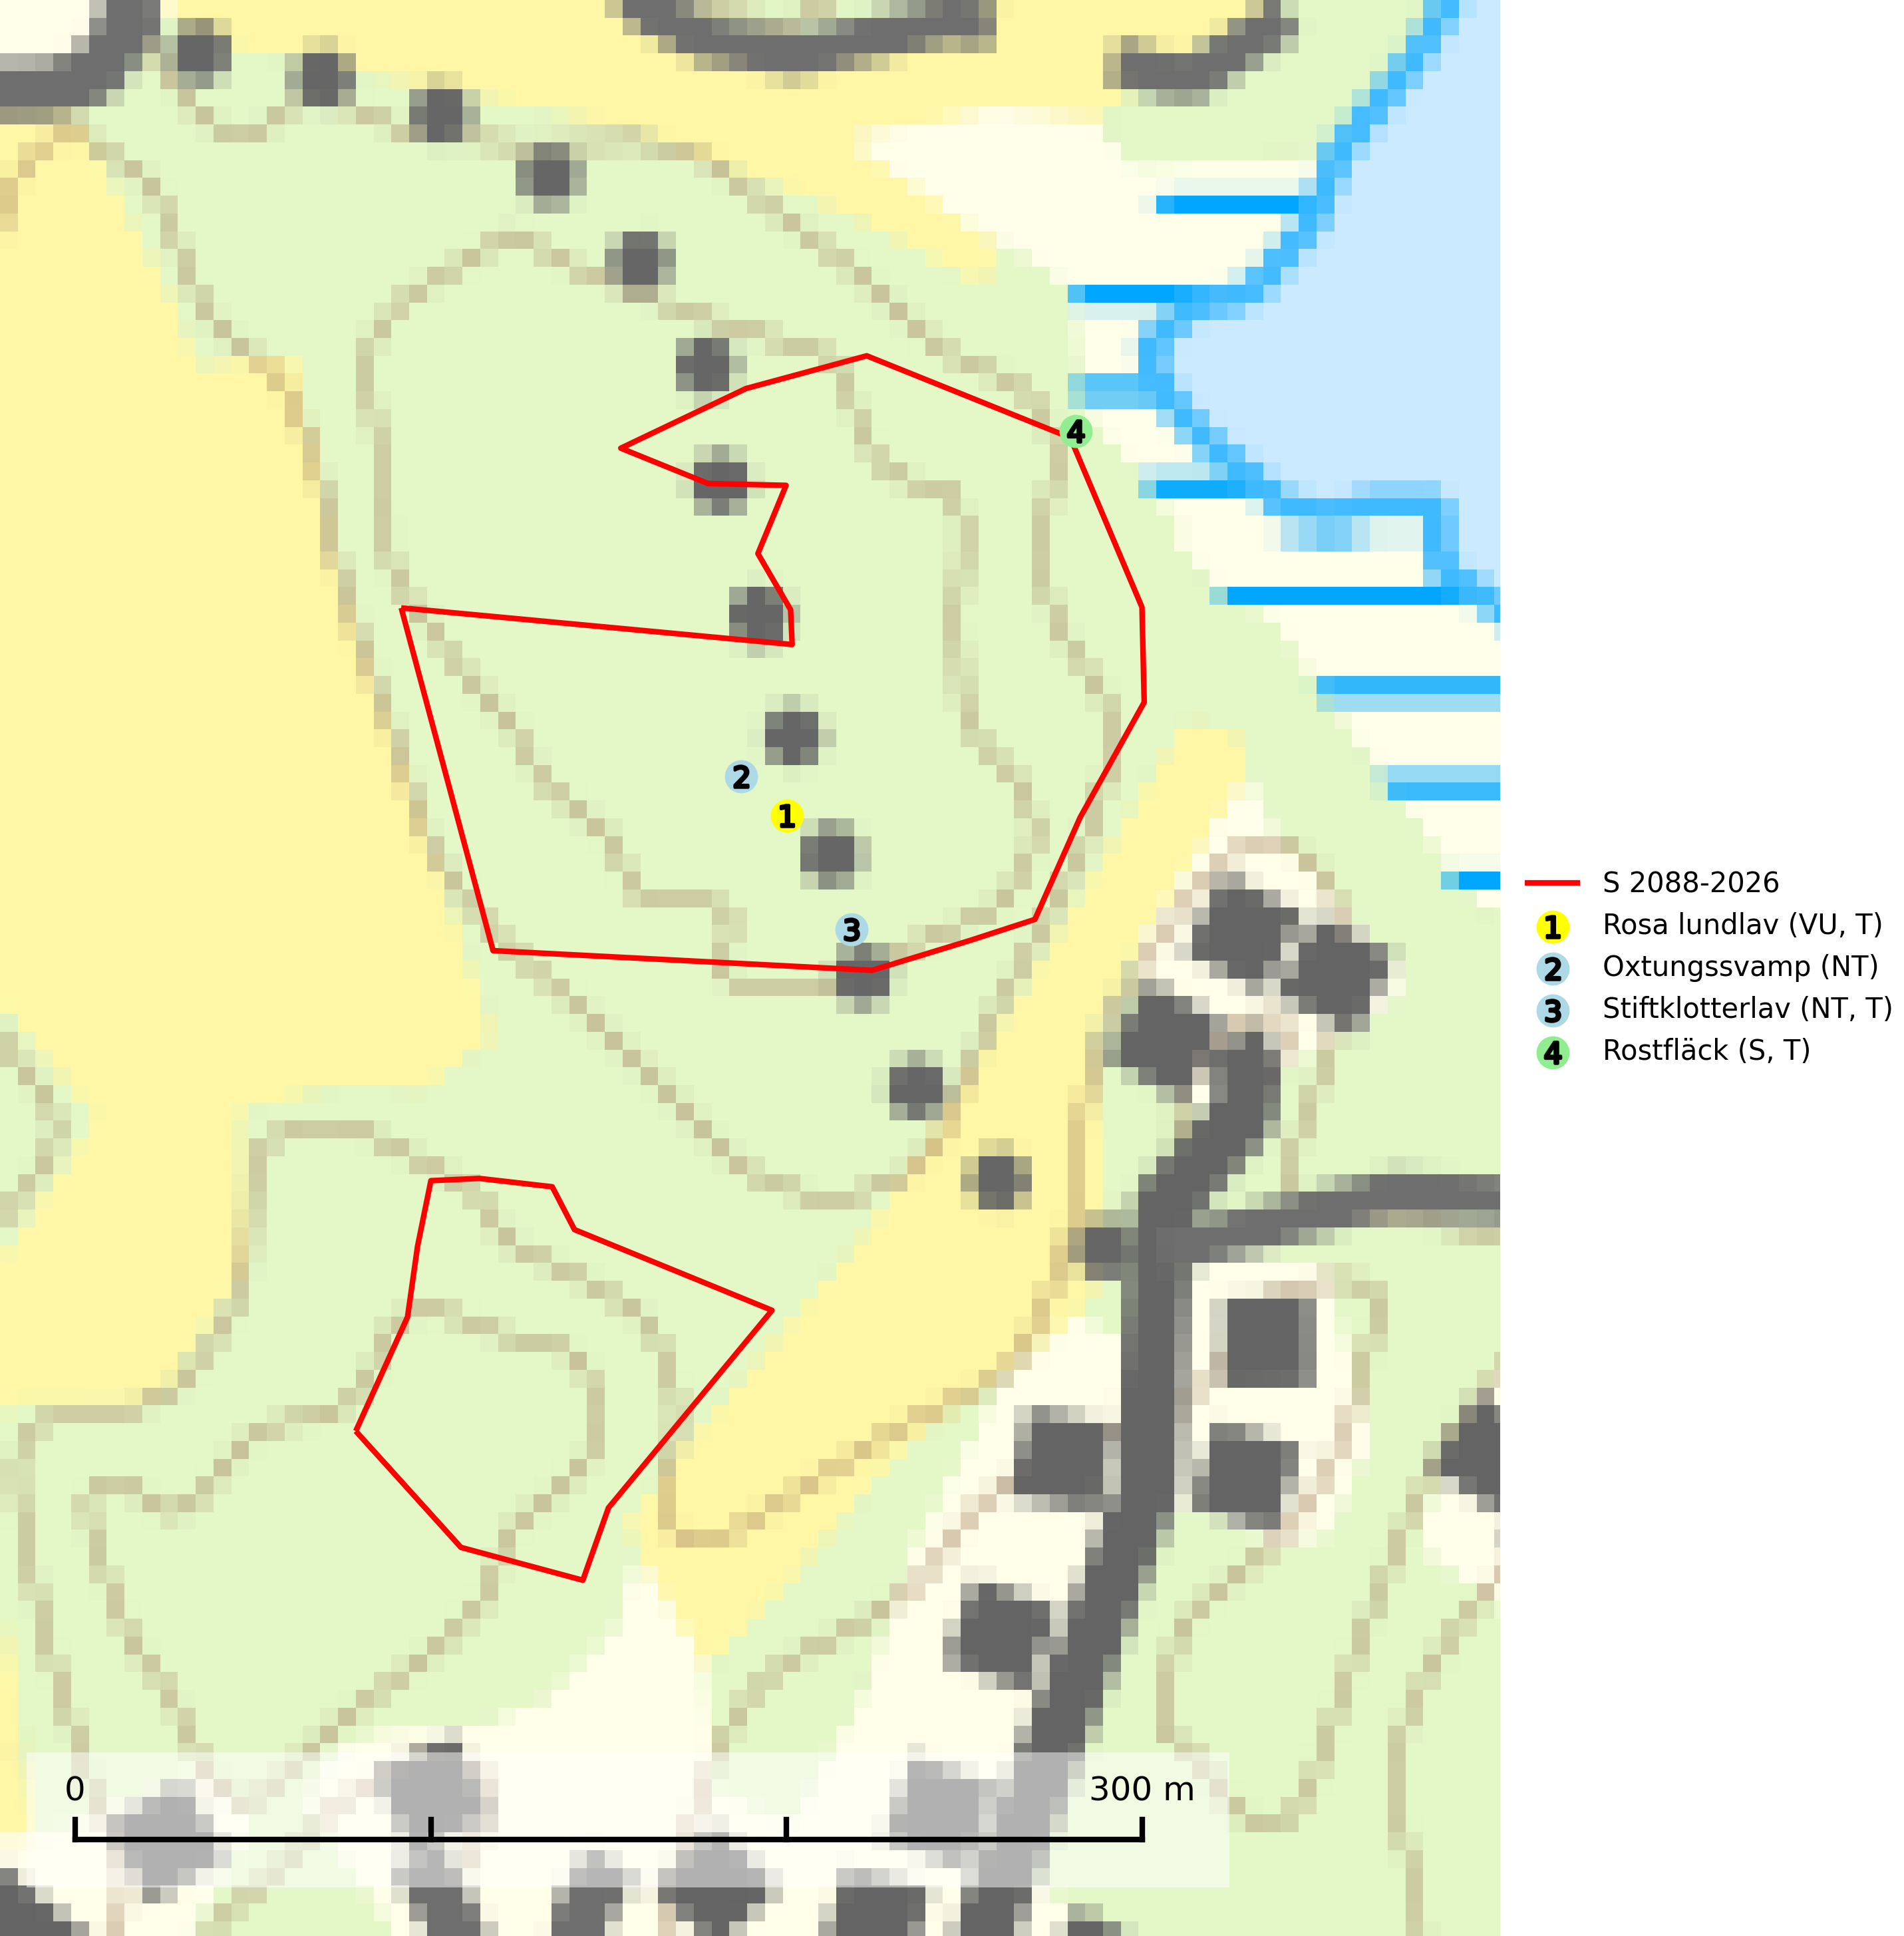 4
2
1
3
S 2088-2026
1 Rosa lundlav (VU, T)
2 Oxtungssvamp (NT)
3 Stiftklotterlav (NT, T)
4 Rostfläck (S, T)
0 300 m